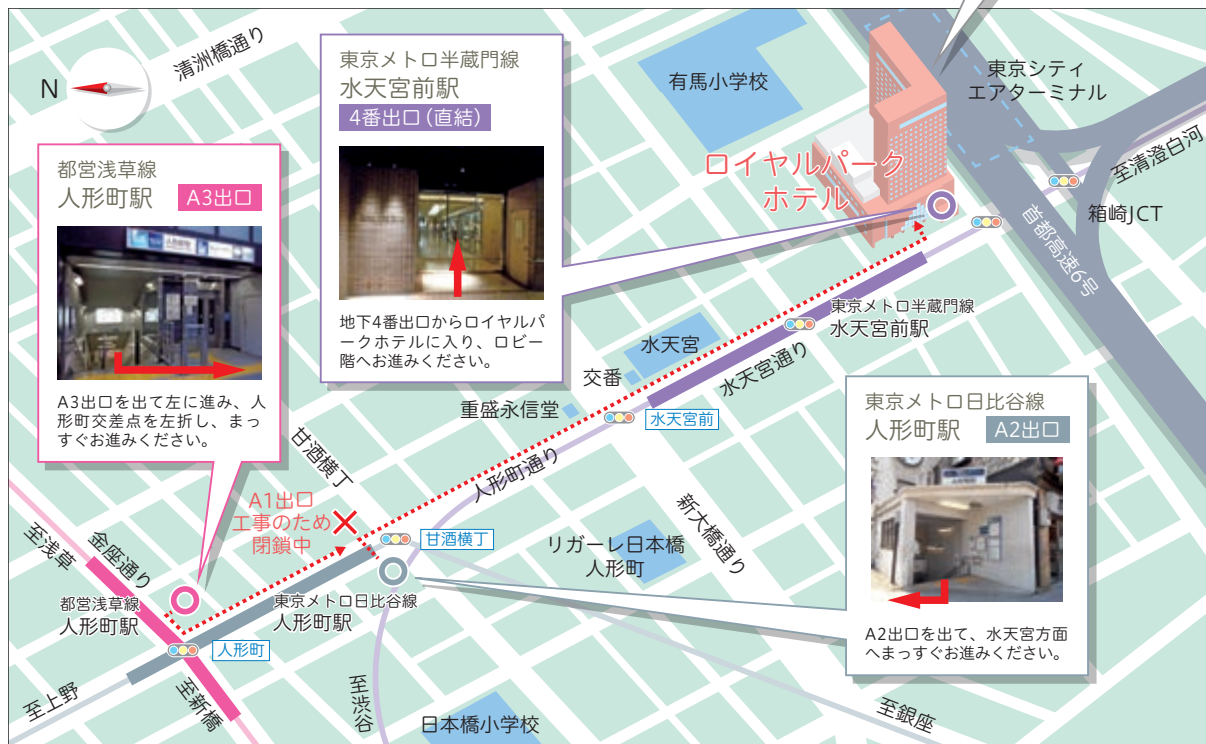 清洲橋通り
N
東京メトロ半蔵門線
水天宮前駅
4番出口(直結)
地下4番出口からロイヤルパ
ークホテルに入り、ロビー
階へお進みください。
有馬小学校
東京シティ
エアターミナル
ロイヤルパーク
ホテル
至清澄白河
箱崎JCT
首都高速6号
都営浅草線
人形町駅
A3出口
A3出口を出て左に進み、人
形町交差点を左折し、まっ
すぐお進みください。
東京メトロ半蔵門線
水天宮前駅
水天宮
交番
水天宮通り
重盛永信堂
水天宮前
甘酒横丁
人形町通り
A1出口
工事のため
閉鎖中
甘酒横丁
新大橋通り
リガーレ日本橋
人形町
東京メトロ日比谷線
人形町駅
A2出口
A2出口を出て、水天宮方面
へまっすぐお進みください。
至浅草
金座通り
都営浅草線
人形町駅
東京メトロ日比谷線
人形町駅
人形町
至上野
至新橋
至渋谷
日本橋小学校
至銀座